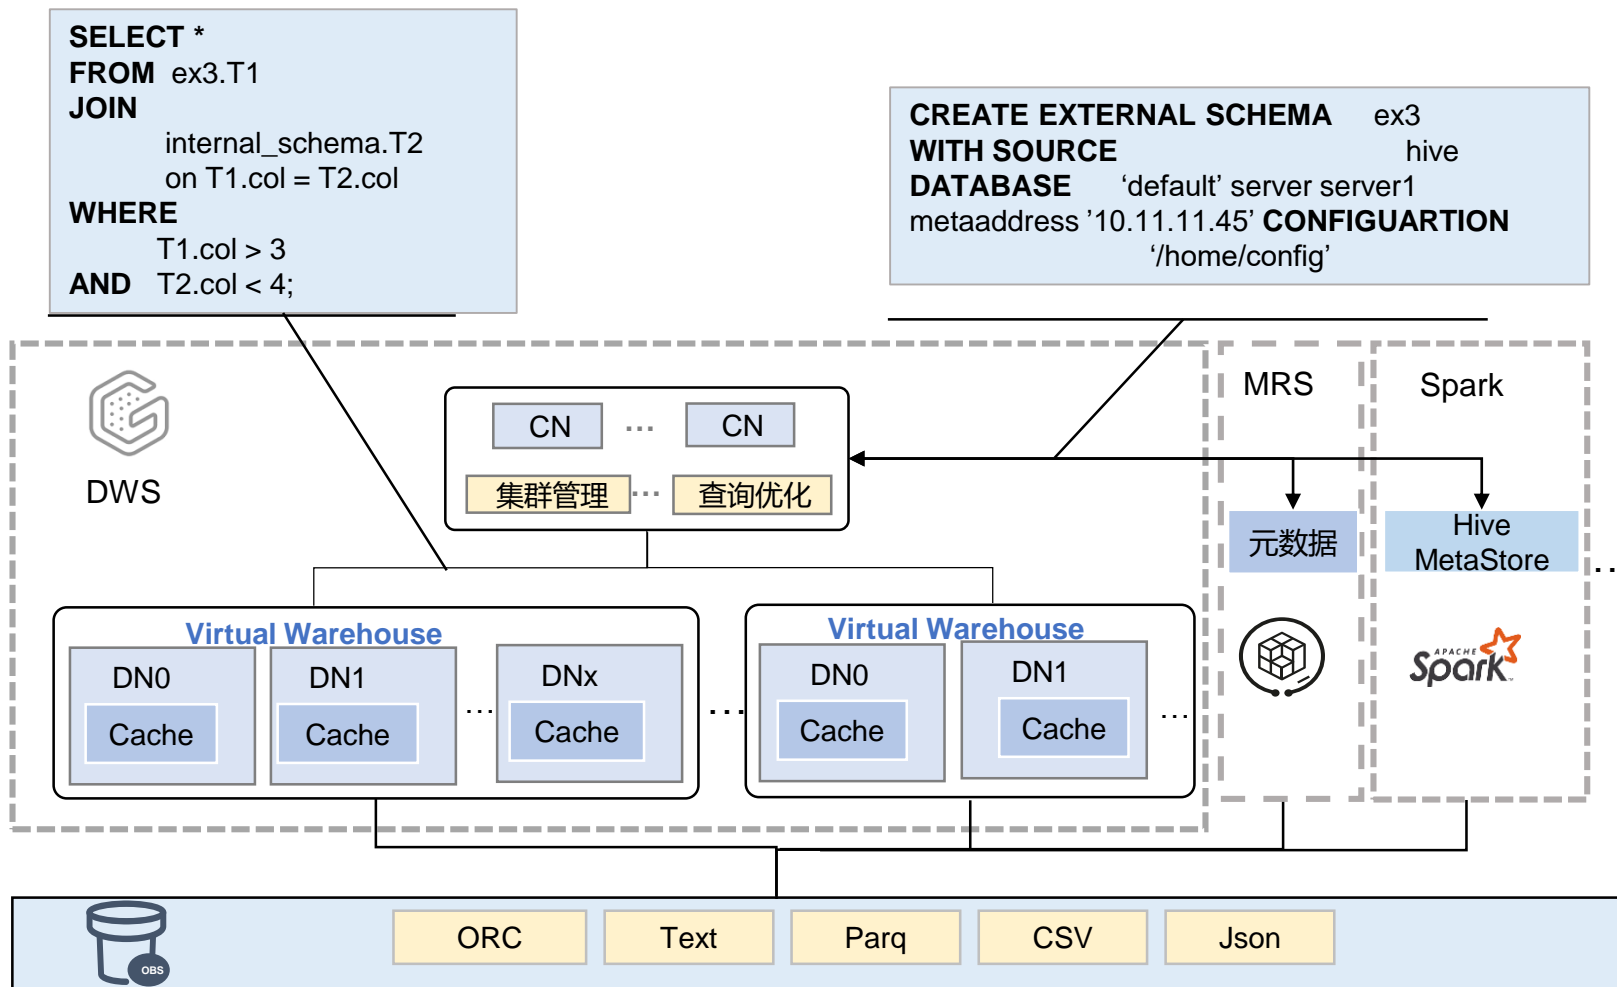 SELECT *
FROM ex3.T1
JOIN
internal_schema.T2
on T1.col = T2.col
WHERE
T1.col > 3
AND T2.col < 4;
CREATE EXTERNAL SCHEMA ex3
WITH SOURCE hive
DATABASE ‘default’ server server1
metaaddress ’10.11.11.45’ CONFIGUARTION
‘/home/config’
DWS
CN ... CN
集群管理 ... 查询优化
MRS
元数据
Spark
Hive
MetaStore
...
APACHE
Spark
Virtual Warehouse
DN0 DN1 ... DNx
Cache Cache Cache
...
Virtual Warehouse
DN0 DN1 ...
Cache Cache
OBS
ORC Text Parq CSV Json